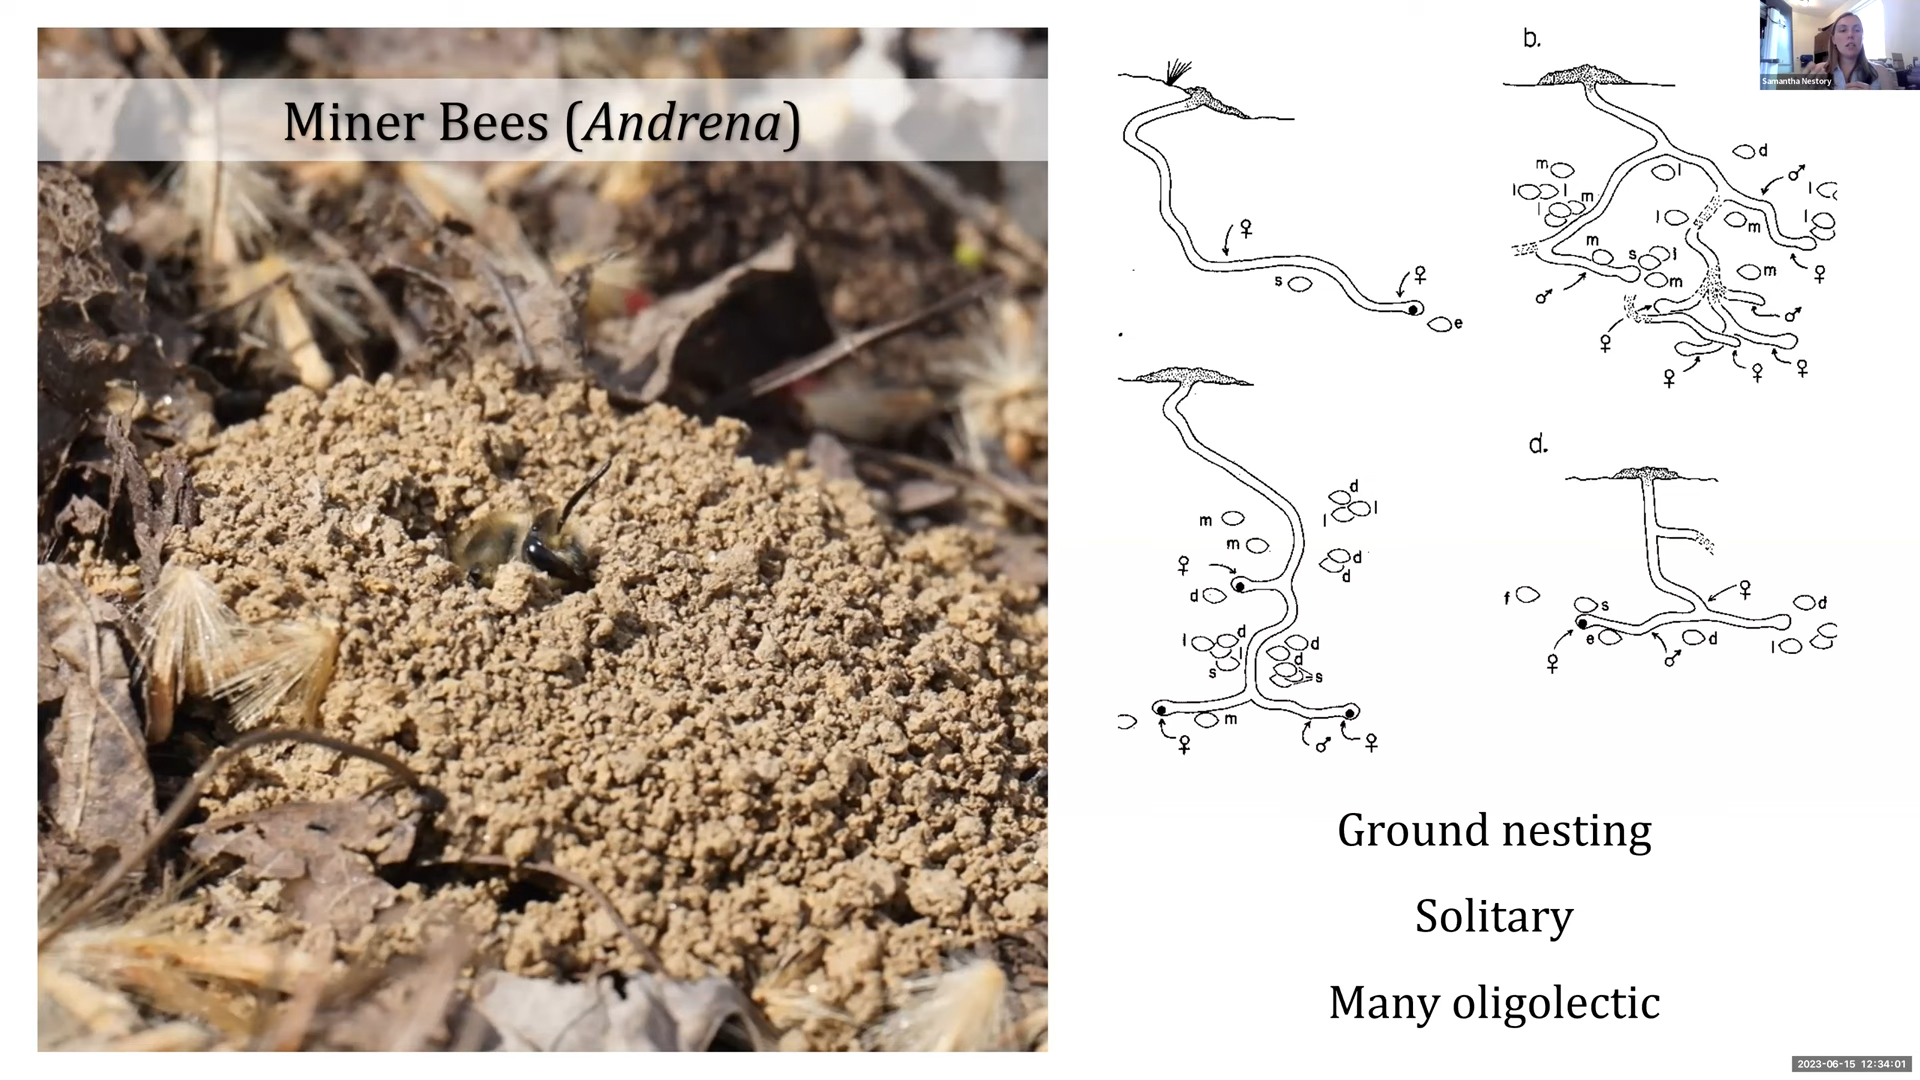 Miner Bees (Andrena)
b.
Samantha Nestory
♀
s
♀
e
d
m
l
♂
l
l
l
m
l
l
m
l
m
s
l
m
m
♀
♂
♂
♀
♀
♀
♀
d.
d
m
l
l
m
♀
d
d
d
l
d
d
l
s
d
s
m
♀
♂
♀
♀
f
s
d
e
d
l
♀
♂
Ground nesting
Solitary
Many oligolectic
2023-06-15 12:34:01